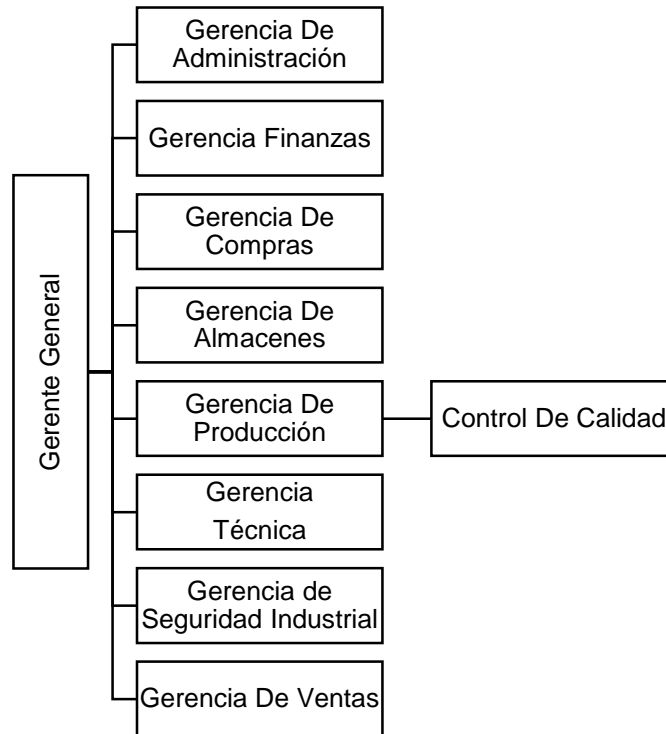 Gerencia De
Administración
Gerencia Finanzas
Gerencia De
Compras
Gerente General
Gerencia De
Almacenes
Gerencia De
Producción
Control De Calidad
Gerencia
Técnica
Gerencia de
Seguridad Industrial
Gerencia De Ventas